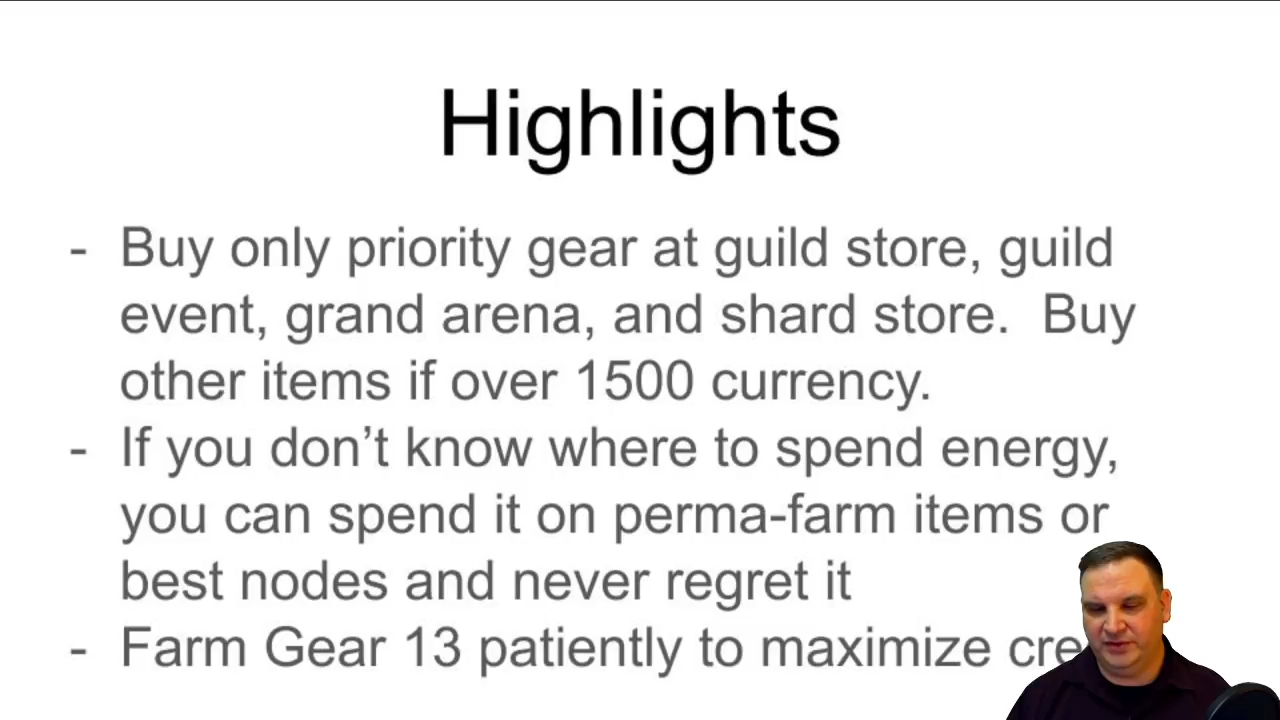 Highlights
- Buy only priority gear at guild store, guild
event, grand arena, and shard store.  Buy
other items if over 1500 currency.
- If you don’t know where to spend energy,
you can spend it on perma-farm items or
best nodes and never regret it
- Farm Gear 13 patiently to maximize